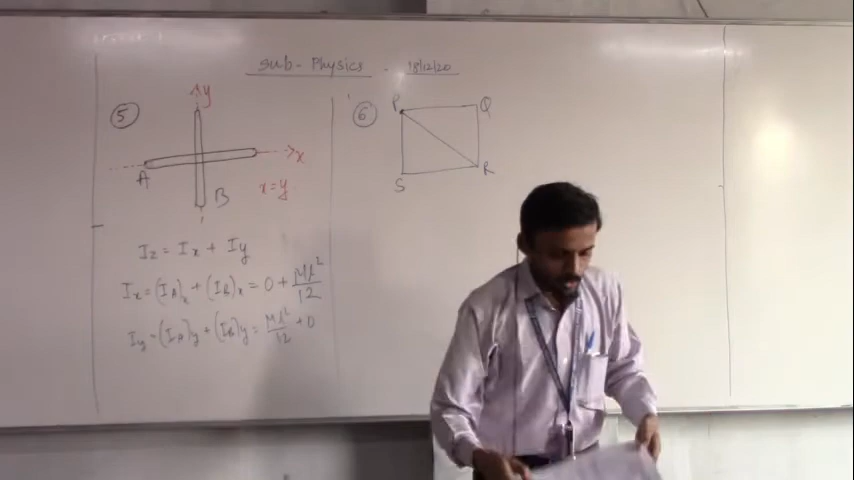 Sub - Physics - 18/12/20
5
y
x
A
B
x = y
Iz = Ix + Iy
Ix = (IA)x + (IB)x = 0 + Ml²/12
Iy = (IA)y + (IB)y = Ml²/12 + 0
6
P Q
S R